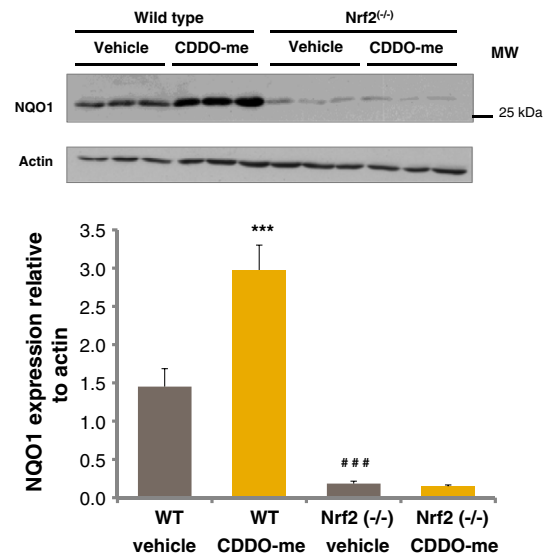 Wild type Nrf2(-/-)
Vehicle CDDO-me Vehicle CDDO-me MW
NQO1
25 kDa
Actin
3.5
3.0
2.5
2.0
1.5
1.0
0.5
0.0
NQO1 expression relative
to actin
***
###
WT WT Nrf2 (-/-) Nrf2 (-/-)
vehicle CDDO-me vehicle CDDO-me